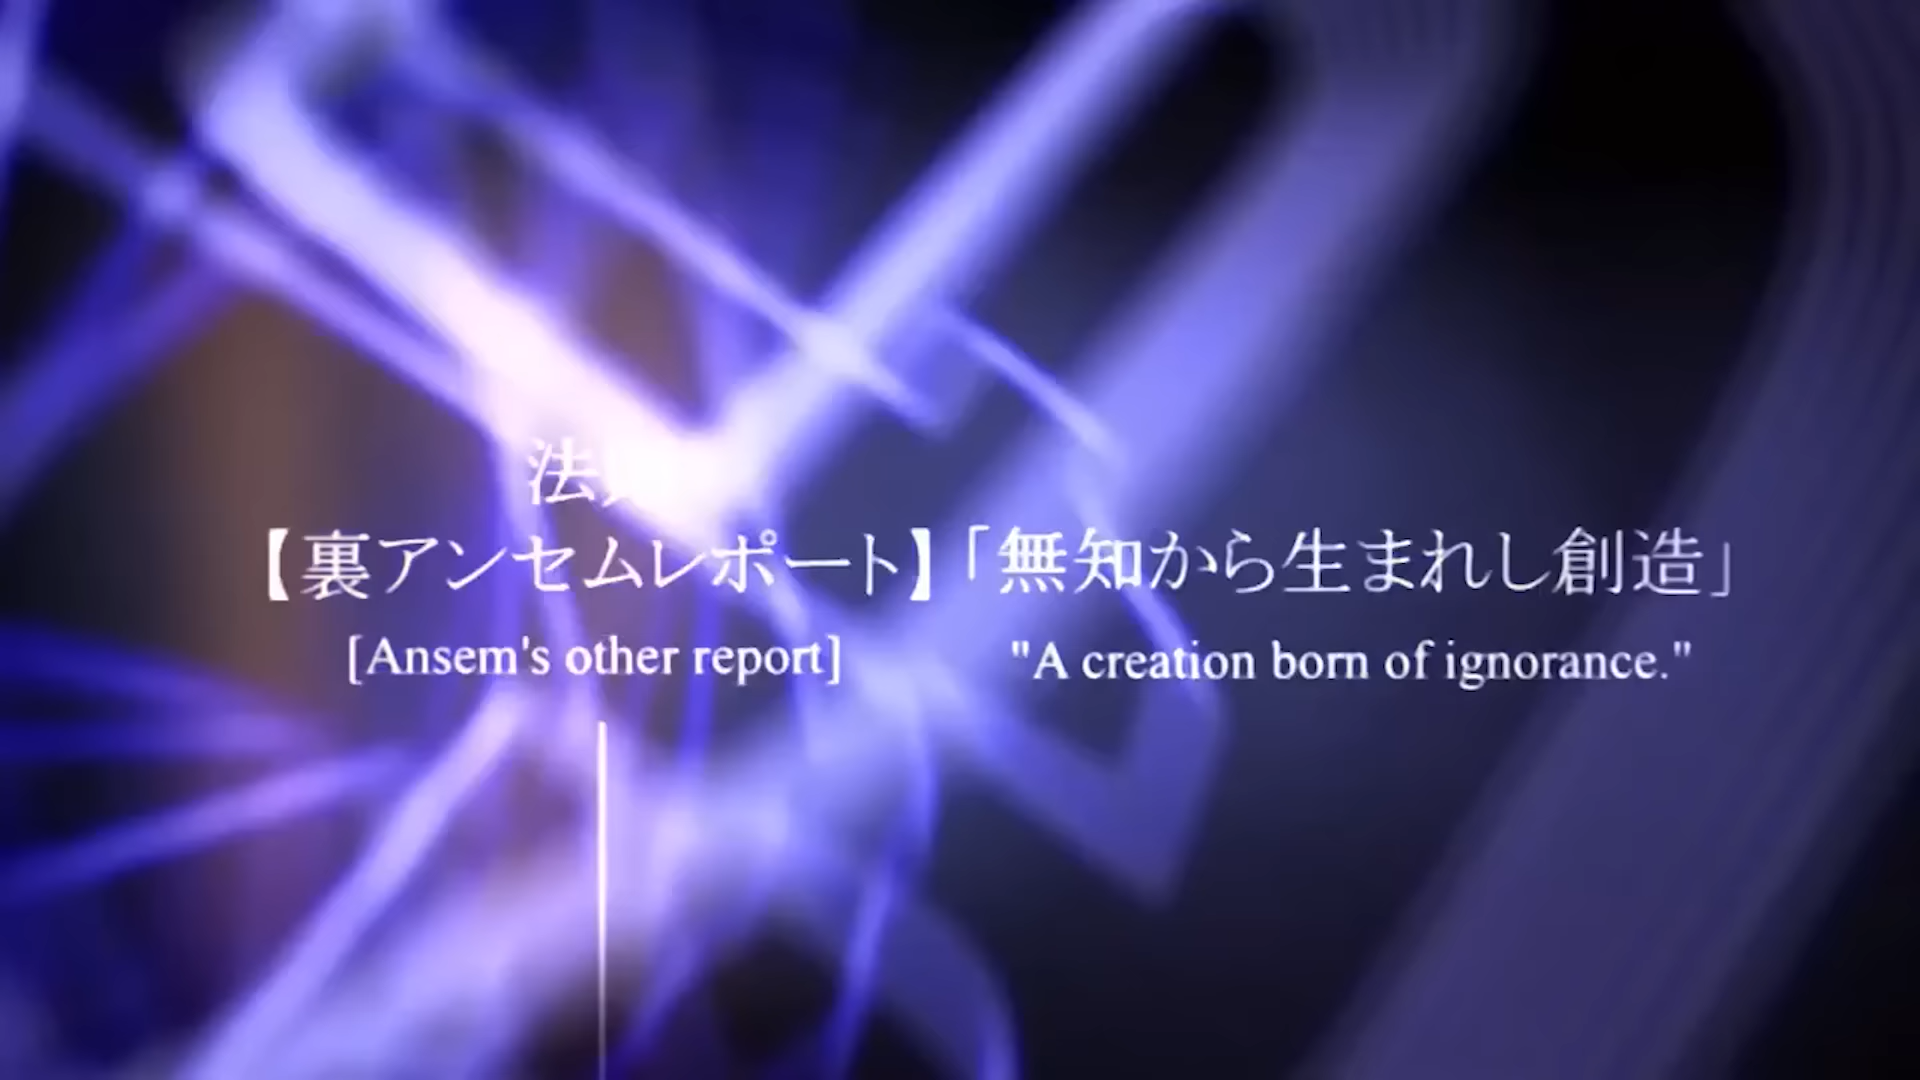 法
【裏アンセムレポート】「無知から生まれし創造」
[Ansem's other report] "A creation born of ignorance."